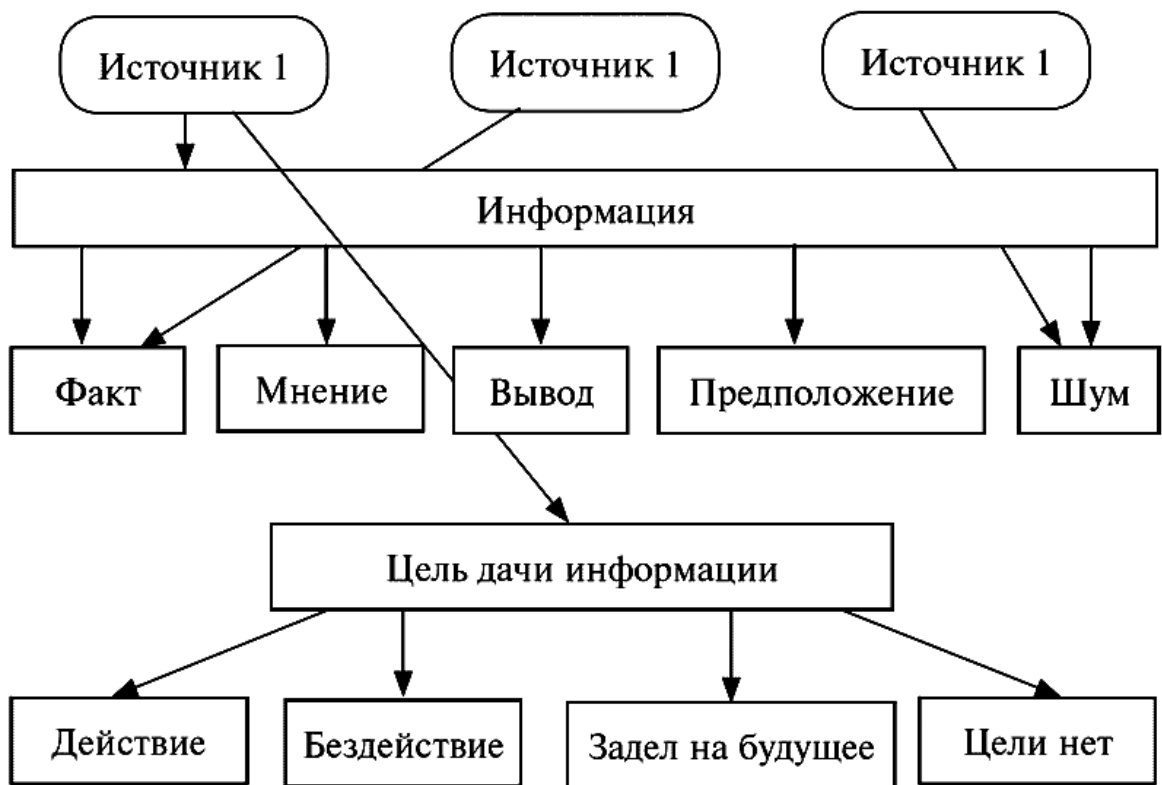 Источник 1
Источник 1
Источник 1
Информация
Факт
Мнение
Вывод
Предположение
Шум
Цель дачи информации
Действие
Бездействие
Задел на будущее
Цели нет